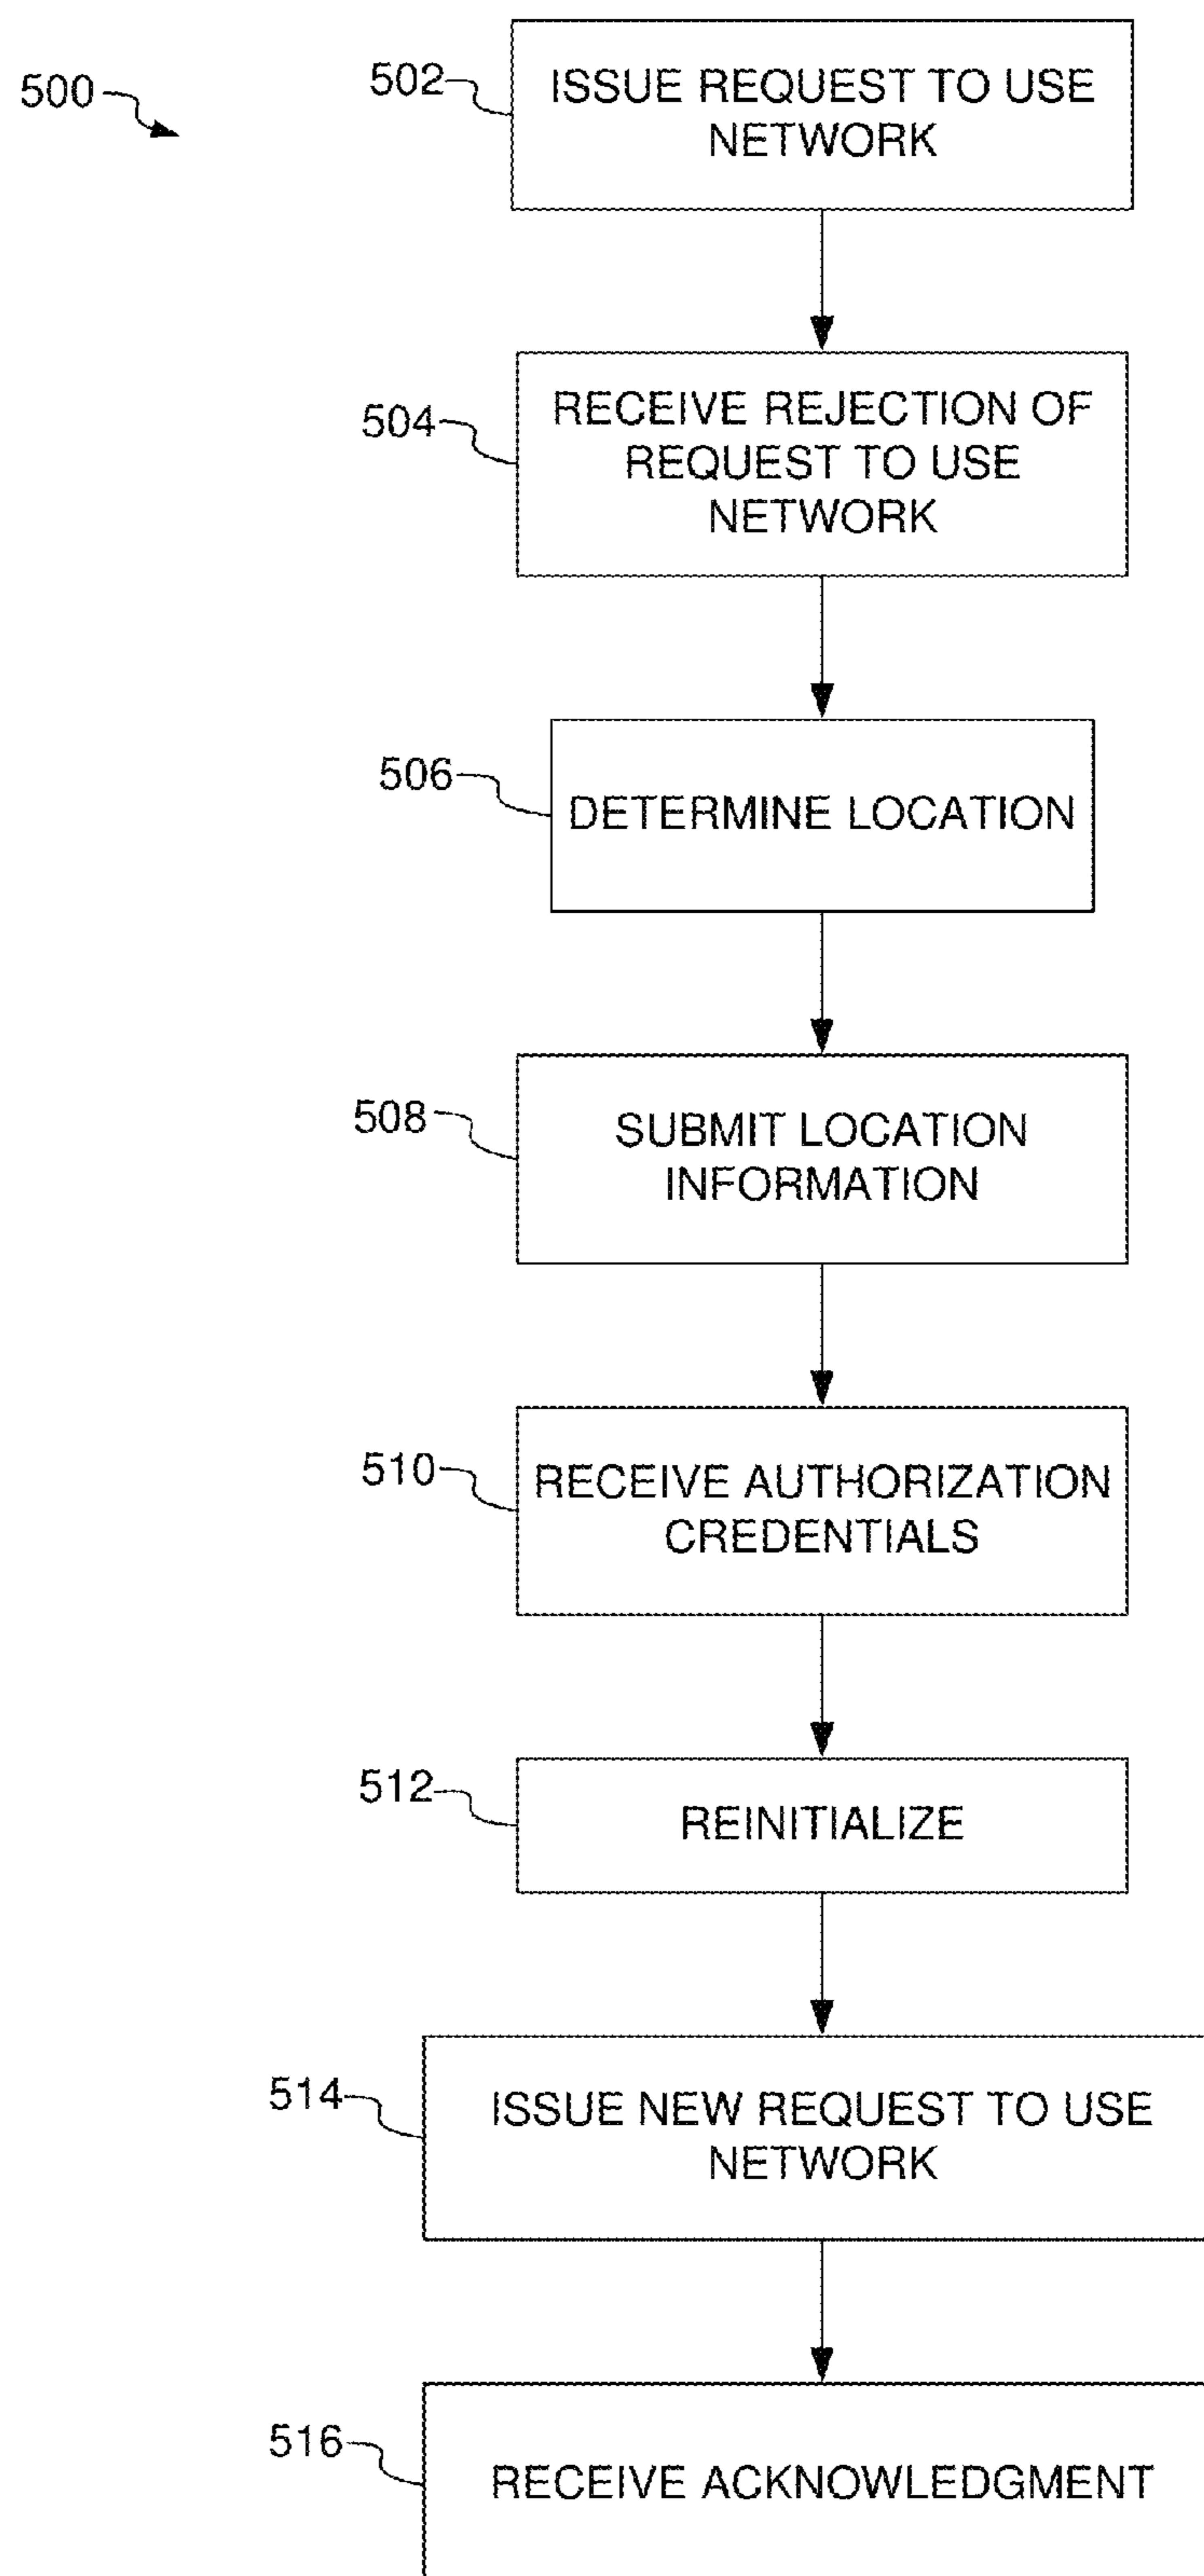 500
502
ISSUE REQUEST TO USE
NETWORK
504
RECEIVE REJECTION OF
REQUEST TO USE
NETWORK
506
DETERMINE LOCATION
508
SUBMIT LOCATION
INFORMATION
510
RECEIVE AUTHORIZATION
CREDENTIALS
512
REINITIALIZE
514
ISSUE NEW REQUEST TO USE
NETWORK
516
RECEIVE ACKNOWLEDGMENT